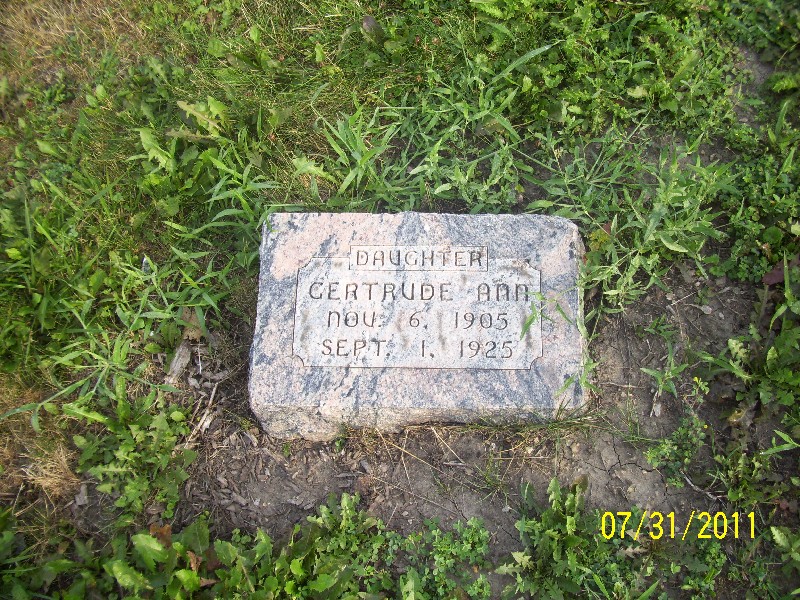 DAUGHTER
GERTRUDE ANN
NOV. 6, 1905
SEPT. 1, 1925
07/31/2011